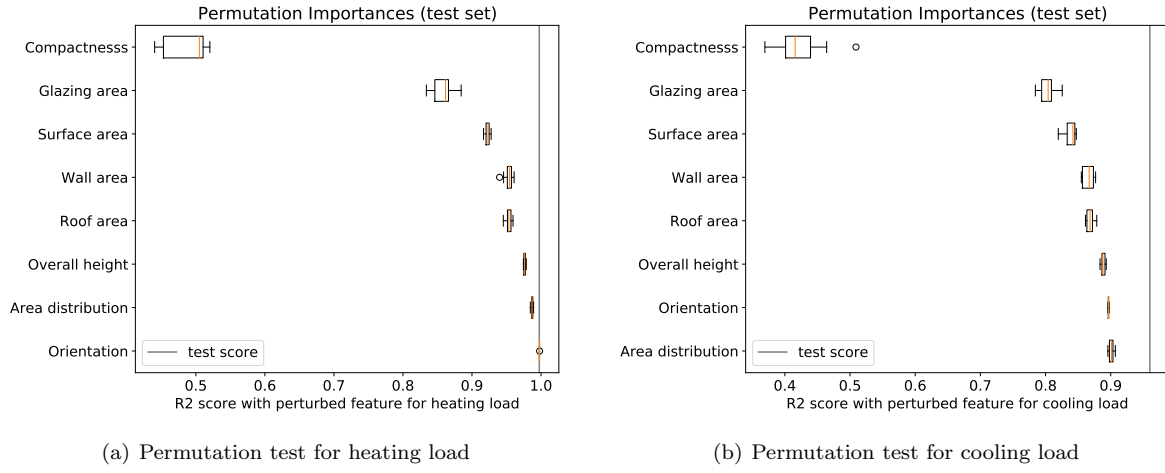 Permutation Importances (test set)
Compactnesss
Glazing area
Surface area
Wall area
Roof area
Overall height
Area distribution
Orientation
test score
0.5 0.6 0.7 0.8 0.9 1.0
R2 score with perturbed feature for heating load
(a) Permutation test for heating load
Permutation Importances (test set)
Compactnesss
Glazing area
Surface area
Wall area
Roof area
Overall height
Orientation
Area distribution
test score
0.4 0.5 0.6 0.7 0.8 0.9
R2 score with perturbed feature for cooling load
(b) Permutation test for cooling load